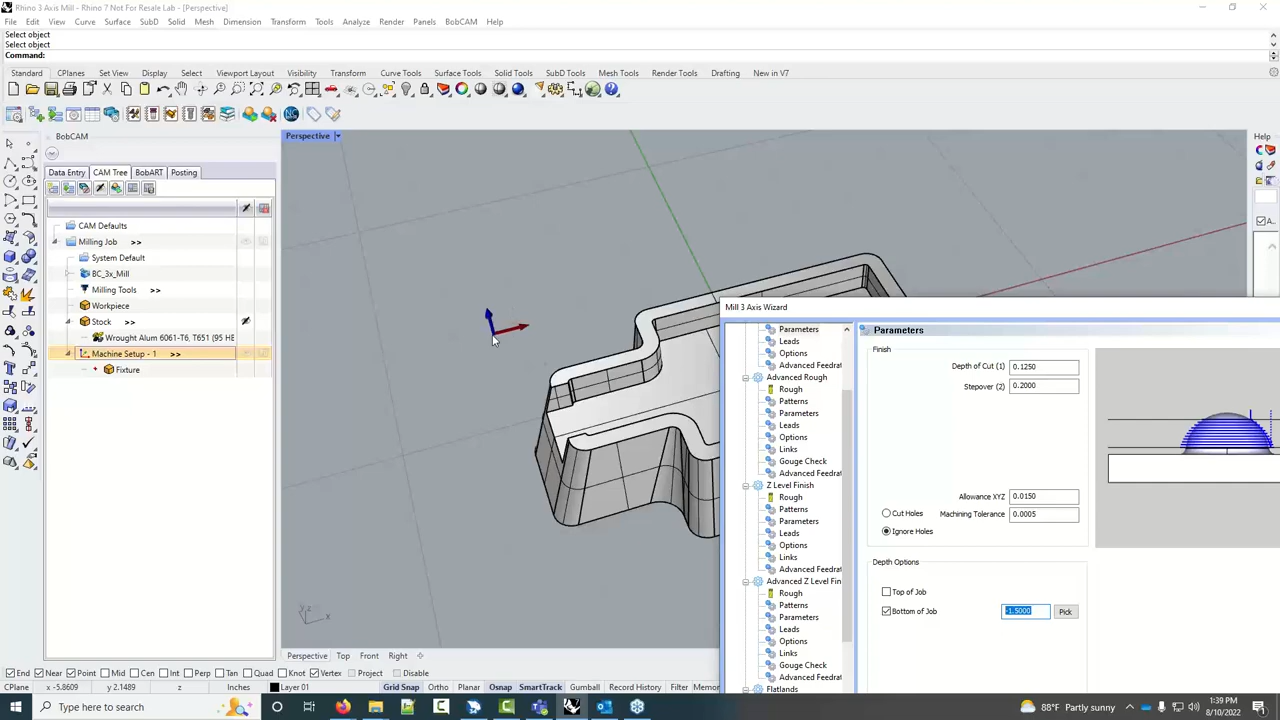 Rhino 3 Axis Mill - Rhino 7 Not For Resale Lab - [Perspective]
File Edit View Curve Surface SubD Solid Mesh Dimension Transform Tools Analyze Render Panels BobCAM Help
Select object
Select object
Command:
Standard CPlanes Set View Display Select Viewport Layout Visibility Transform Curve Tools Surface Tools Solid Tools SubD Tools Mesh Tools Render Tools Drafting New in V7
NC
BobCAM
Perspective
Help
Data Entry CAM Tree BobART Posting
CAM Defaults
Milling Job >>
System Default
BC_3x_Mill
Milling Tools >>
Workpiece
Stock >>
Wrought Alum 6061-T6, T651 (95 HE
Machine Setup - 1 >>
Fixture
Mill 3 Axis Wizard
Parameters
Leads
Options
Advanced Feedrat
Advanced Rough
Rough
Patterns
Parameters
Leads
Options
Links
Gouge Check
Advanced Feedrat
Z Level Finish
Rough
Patterns
Parameters
Leads
Options
Links
Advanced Feedrat
Advanced Z Level Fin
Rough
Patterns
Parameters
Leads
Options
Links
Gouge Check
Advanced Feedrat
Flatlands
Parameters
Finish
Depth of Cut (1) 0.1250
Stepover (2) 0.2000
Allowance XYZ 0.0150
Cut Holes Machining Tolerance 0.0005
Ignore Holes
Depth Options
Top of Job
Bottom of Job -1.5000 Pick
x
Perspective Top Front Right
End Near Point Mid Cen Int Perp Tan Quad Knot Vertex Project Disable
CPlane x -5.8609 y 2.1489 z Inches Layer 01 Grid Snap Ortho Planar Osnap SmartTrack Gumball Record History Filter Memor
Type here to search
88°F Partly sunny
1:39 PM
8/10/2022